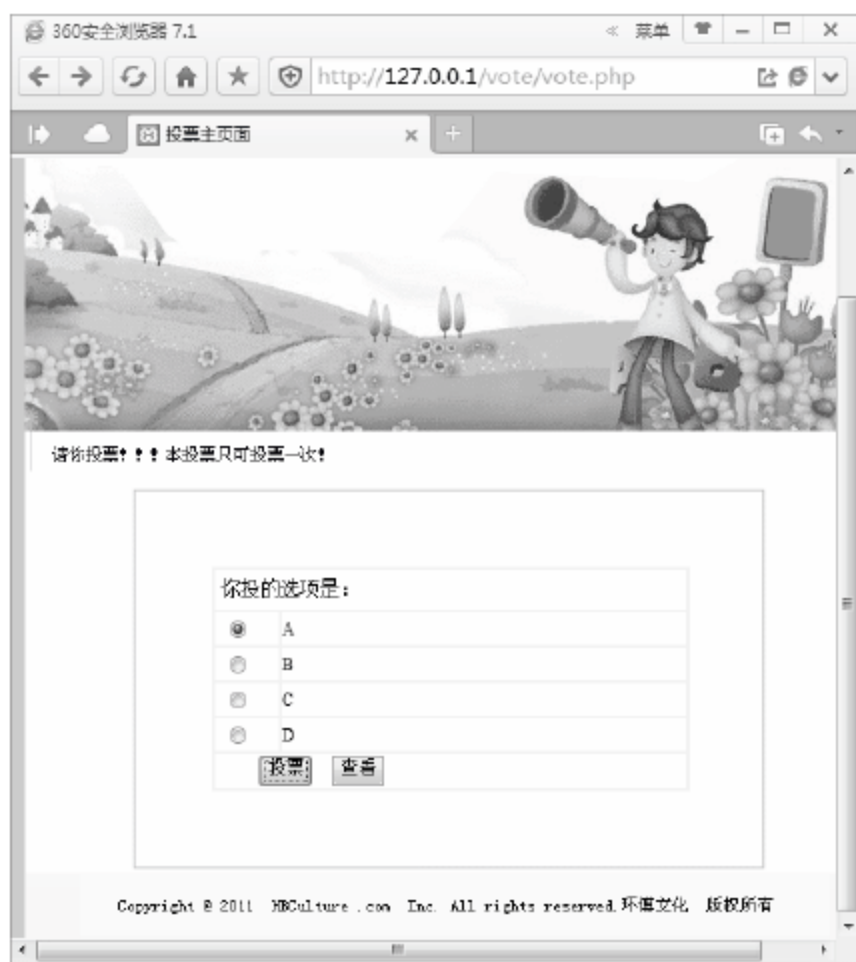 360安全浏览器 7.1
« 菜单
http://127.0.0.1/vote/vote.php
投票主页面
请你投票!!!本投票只可投票一次!
你投的选项是:
A
B
C
D
投票 查看
Copyright @ 2011 HBCulture .com Inc. All rights reserved.环博文化 版权所有